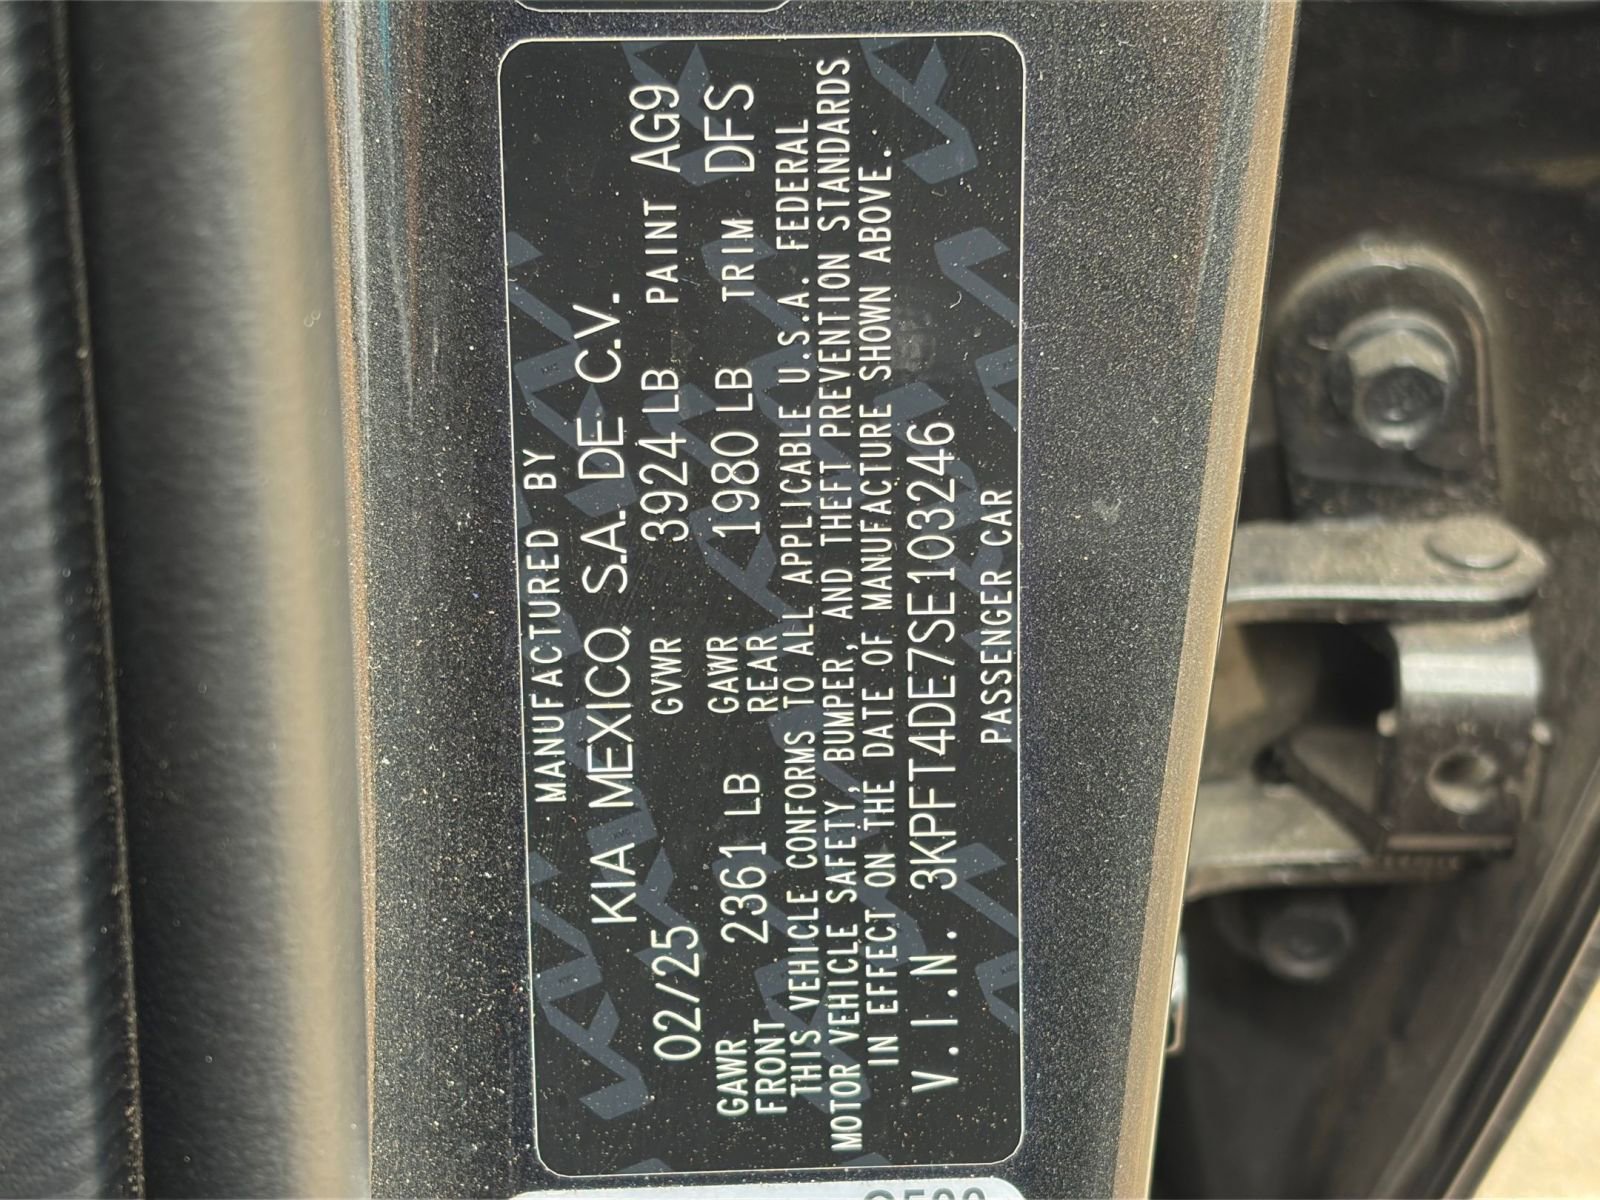 MANUFACTURED BY
KIA MEXICO, S.A. DE C.V.
02/25 GVWR 3924 LB PAINT AG9
GAWR FRONT 2361 LB GAWR REAR 1980 LB TRIM DFS
THIS VEHICLE CONFORMS TO ALL APPLICABLE U.S.A. FEDERAL
MOTOR VEHICLE SAFETY, BUMPER, AND THEFT PREVENTION STANDARDS
IN EFFECT ON THE DATE OF MANUFACTURE SHOWN ABOVE.
V.I.N. 3KPFT4DE7SE103246
PASSENGER CAR